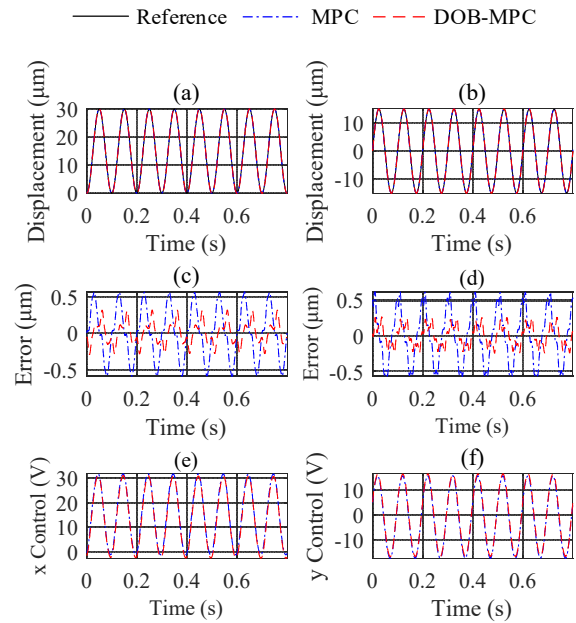 Reference MPC DOB-MPC
(a) (b)
Displacement (μm) 30 20 10 0 Displacement (μm) 10 0 -10
0 0.2 0.4 0.6 0 0.2 0.4 0.6
Time (s) Time (s)
(c) (d)
Error (μm) 0.5 0 -0.5 Error (μm) 0.5 0 -0.5
0 0.2 0.4 0.6 0 0.2 0.4 0.6
Time (s) Time (s)
(e) (f)
x Control (V) 30 20 10 0 y Control (V) 10 0 -10
0 0.2 0.4 0.6 0 0.2 0.4 0.6
Time (s) Time (s)